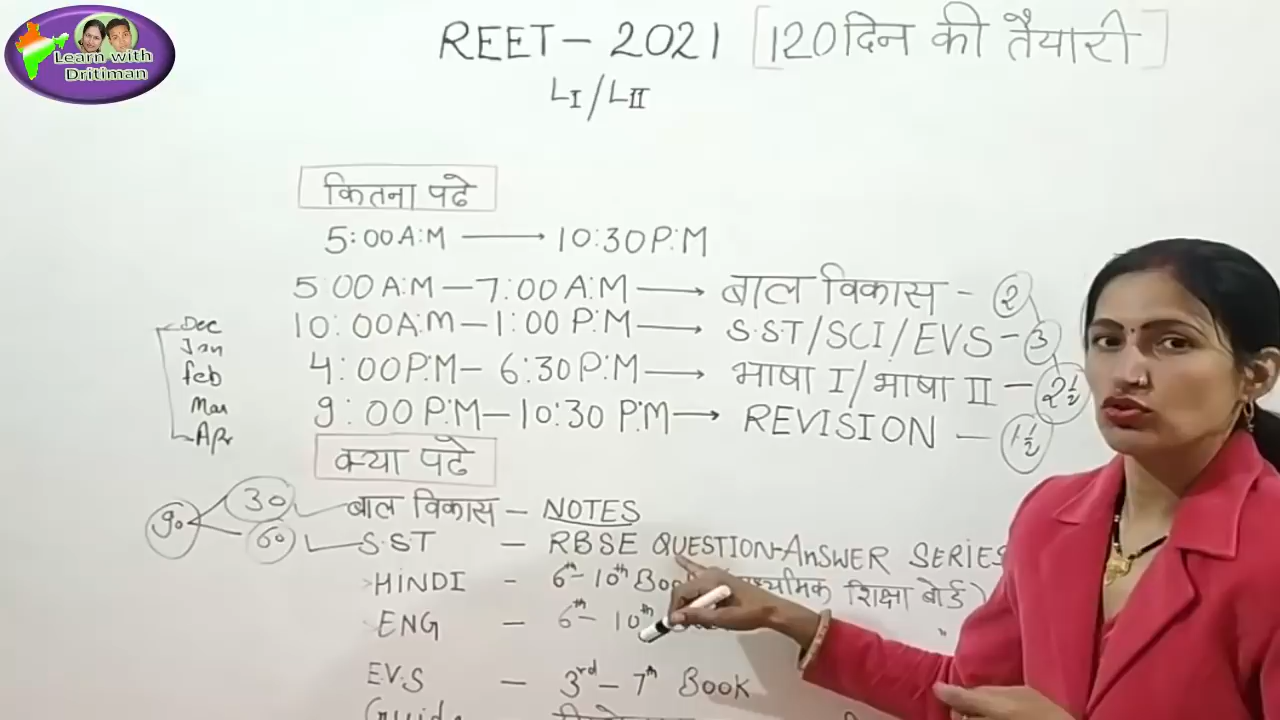 Learn with
Dritiman
REET - 2021 [120 दिन की तैयारी]
LI/LII
कितना पढे
5:00 A:M ⟶ 10:30 P:M
5:00 A:M — 7:00 A:M ⟶ बाल विकास - 2
10:00 A:M — 1:00 P:M ⟶ S.ST/SCI/EVS - 3
4:00 P:M - 6:30 P:M ⟶ भाषा I/भाषा II - 2½
9:00 P:M — 10:30 P:M ⟶ REVISION - 1½
Dec
Jan
feb
Mar
Apr
क्या पढे
90
30
60
बाल विकास - NOTES
S.ST - RBSE QUESTION-ANSWER SERIES
HINDI - 6th - 10th Book शिक्षा बोर्ड)
ENG - 6th - 10th "
E.V.S - 3rd - 7th Book